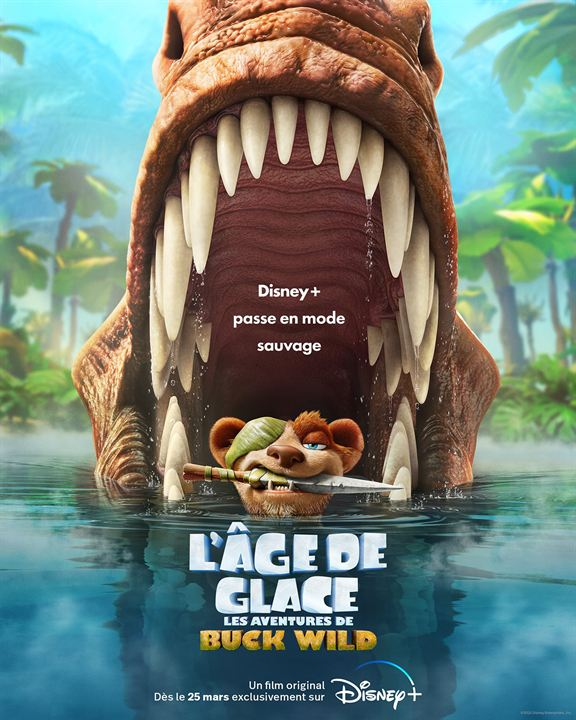 Disney+
passe en mode
sauvage
L'ÂGE DE
GLACE
LES AVENTURES DE
BUCK WILD
Un film original
Dès le 25 mars exclusivement sur
Disney+